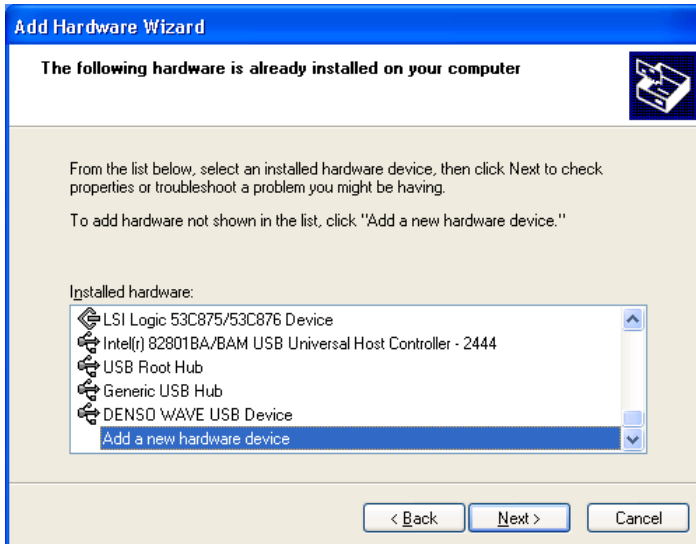 Add Hardware Wizard
The following hardware is already installed on your computer
From the list below, select an installed hardware device, then click Next to check
properties or troubleshoot a problem you might be having.
To add hardware not shown in the list, click "Add a new hardware device."
Installed hardware:
LSI Logic 53C875/53C876 Device
Intel(r) 82801BA/BAM USB Universal Host Controller - 2444
USB Root Hub
Generic USB Hub
DENSO WAVE USB Device
Add a new hardware device
< Back Next > Cancel